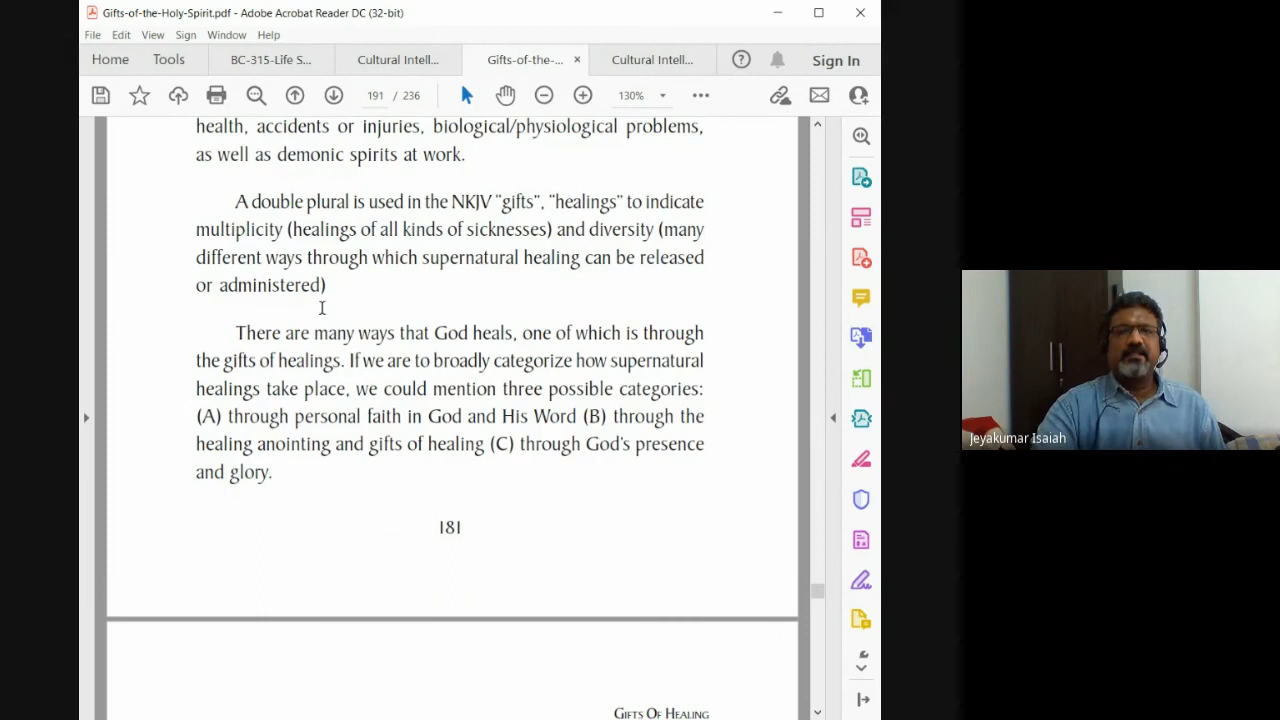 Gifts-of-the-Holy-Spirit.pdf - Adobe Acrobat Reader DC (32-bit)
File Edit View Sign Window Help
Home Tools BC-315-Life S... Cultural Intell... Gifts-of-the-... × Cultural Intell... Sign In
191 / 236 130%
health, accidents or injuries, biological/physiological problems,
as well as demonic spirits at work.
A double plural is used in the NKJV "gifts", "healings" to indicate
multiplicity (healings of all kinds of sicknesses) and diversity (many
different ways through which supernatural healing can be released
or administered)
There are many ways that God heals, one of which is through
the gifts of healings. If we are to broadly categorize how supernatural
healings take place, we could mention three possible categories:
(A) through personal faith in God and His Word (B) through the
healing anointing and gifts of healing (C) through God's presence
and glory.
181
GIFTS OF HEALING
Jeyakumar Isaiah